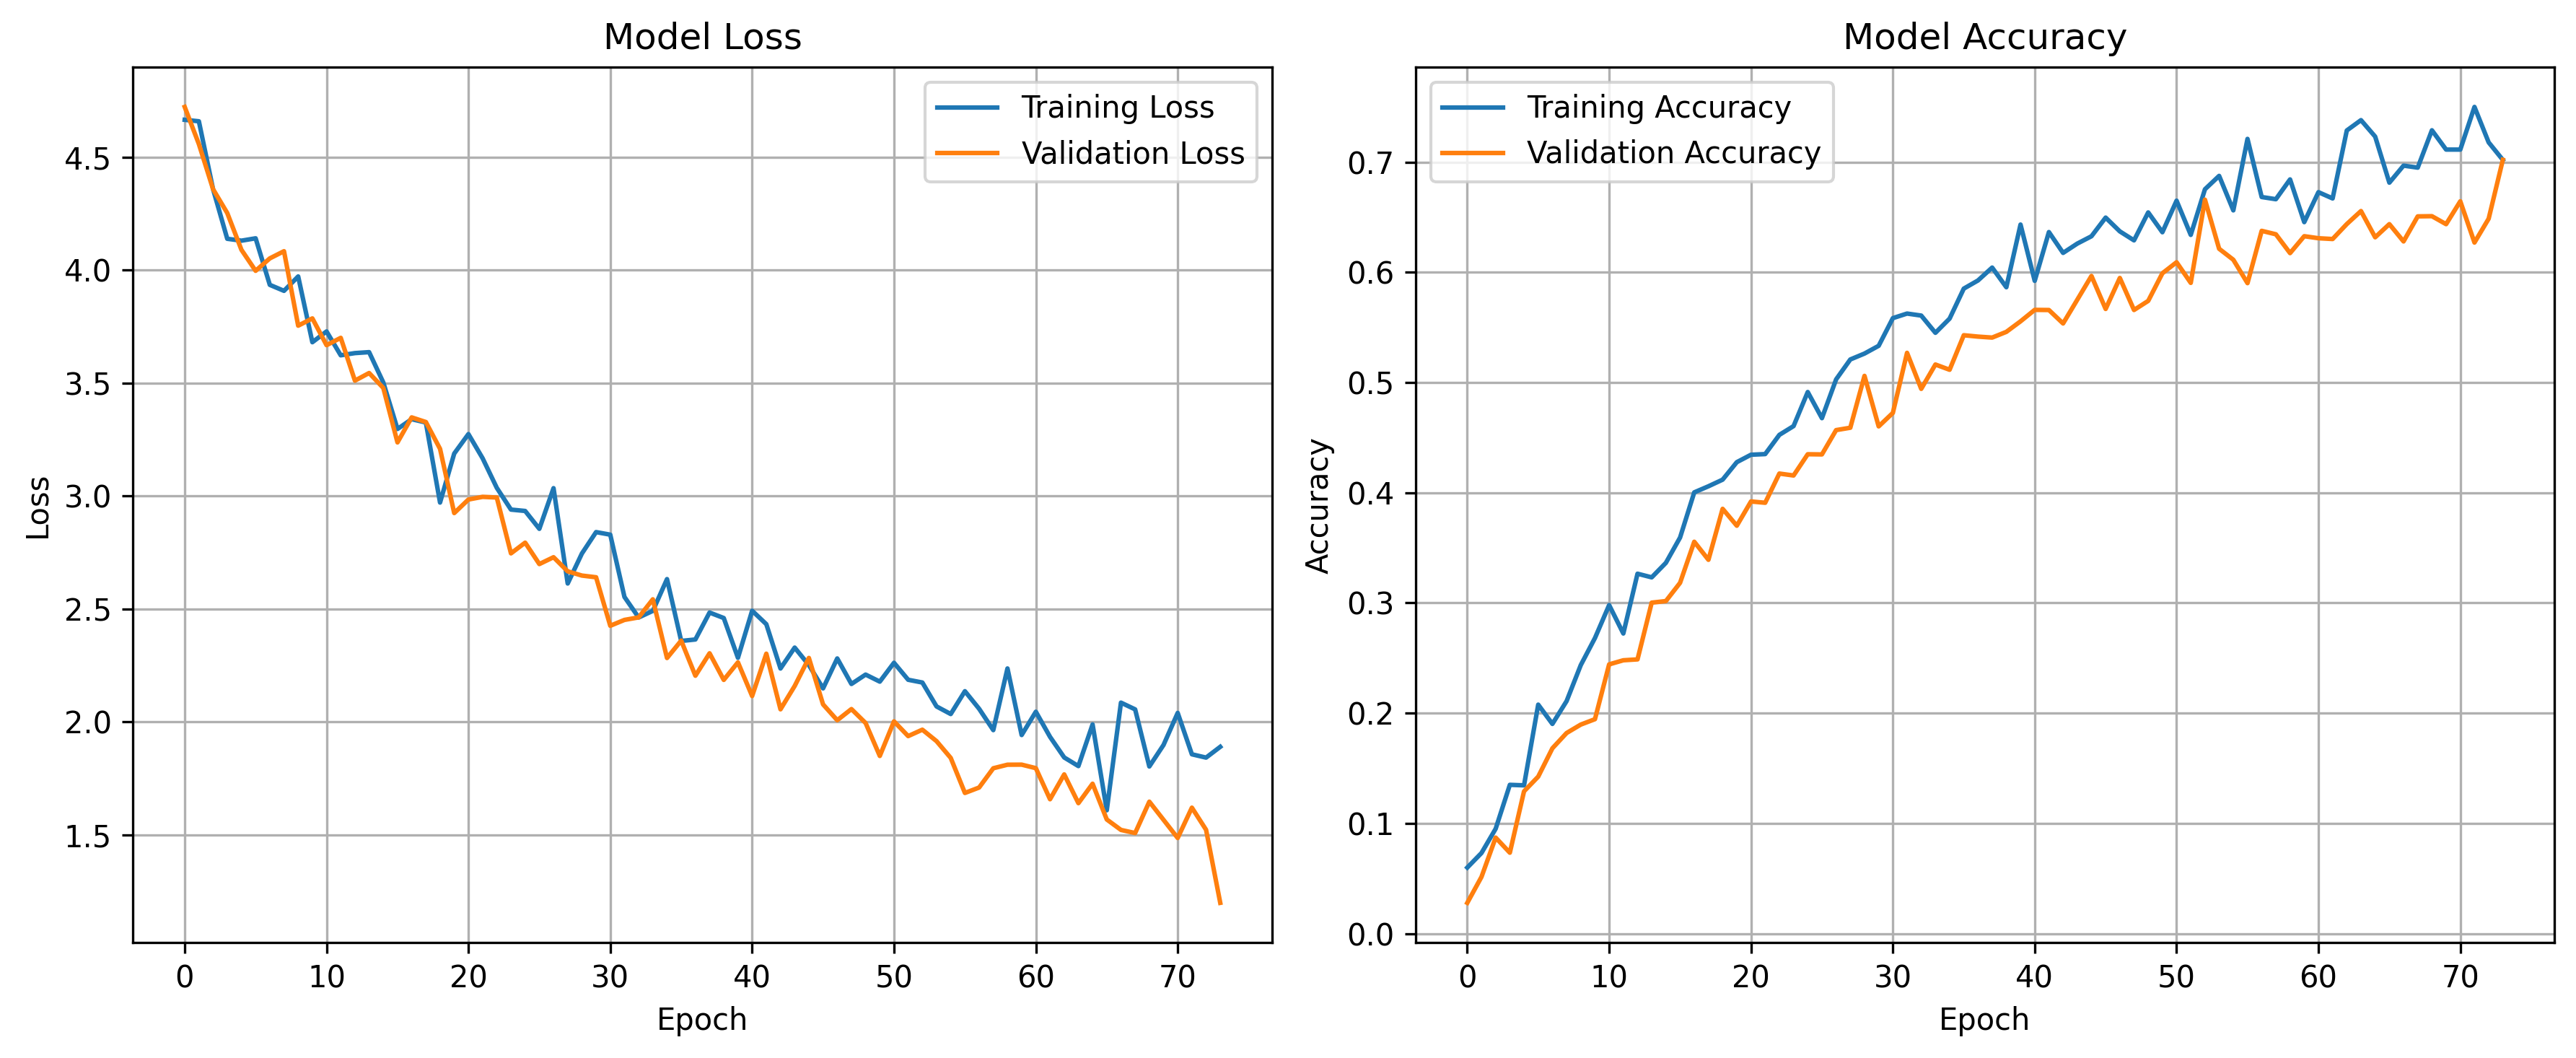 Model Loss
Training Loss
Validation Loss
4.5
4.0
3.5
3.0
2.5
2.0
1.5
Loss
0 10 20 30 40 50 60 70
Epoch
Model Accuracy
Training Accuracy
Validation Accuracy
0.7
0.6
0.5
0.4
0.3
0.2
0.1
0.0
Accuracy
0 10 20 30 40 50 60 70
Epoch